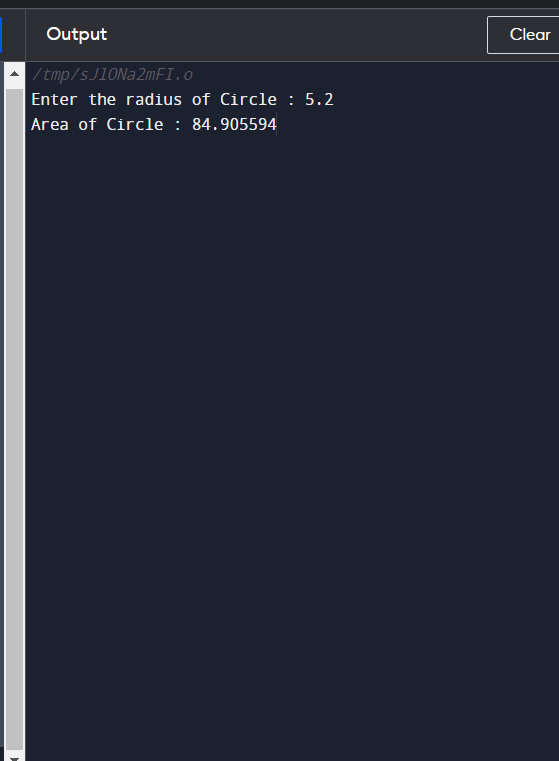 Output
Clear
/tmp/sJlONa2mFI.o
Enter the radius of Circle : 5.2
Area of Circle : 84.905594